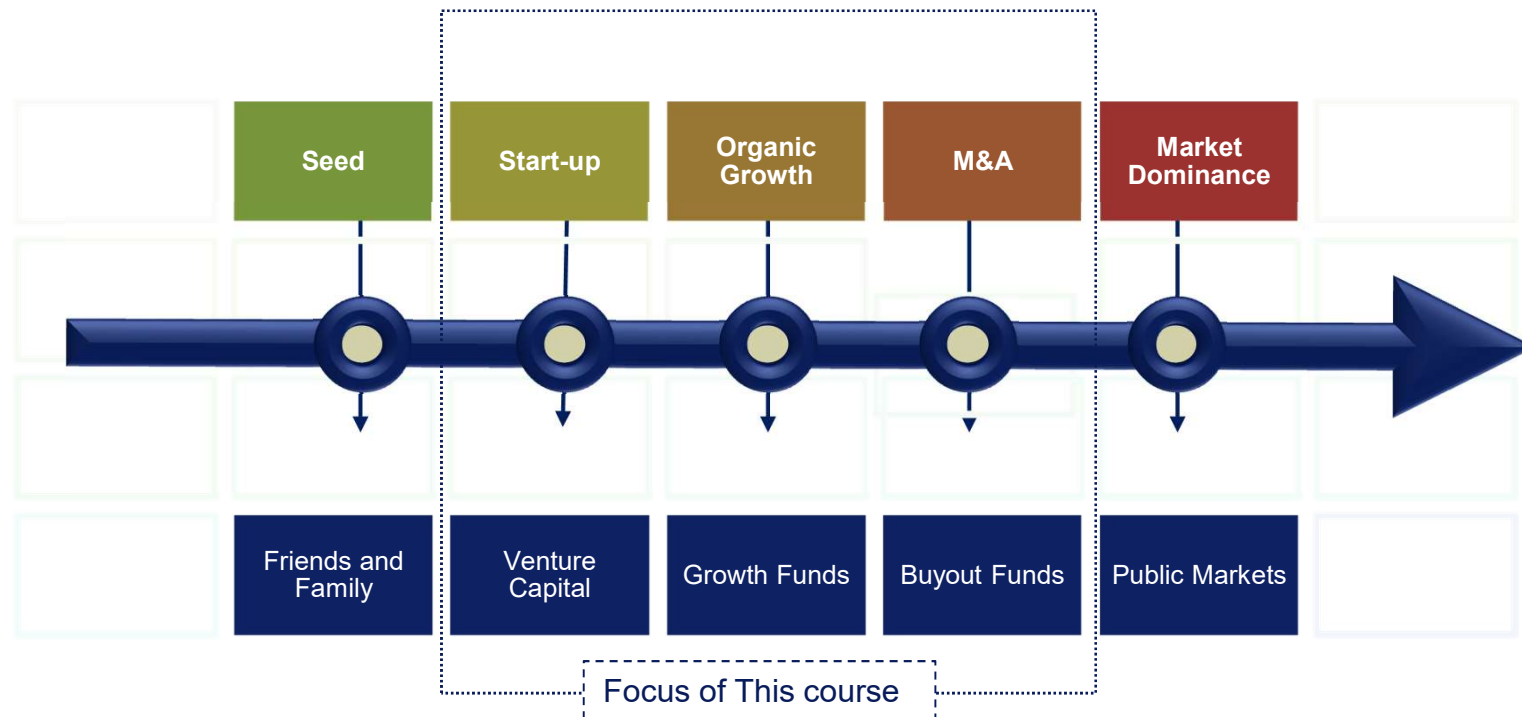 Seed
Start-up
Organic
Growth
M&A
Market
Dominance
Friends and
Family
Venture
Capital
Growth Funds
Buyout Funds
Public Markets
Focus of This course